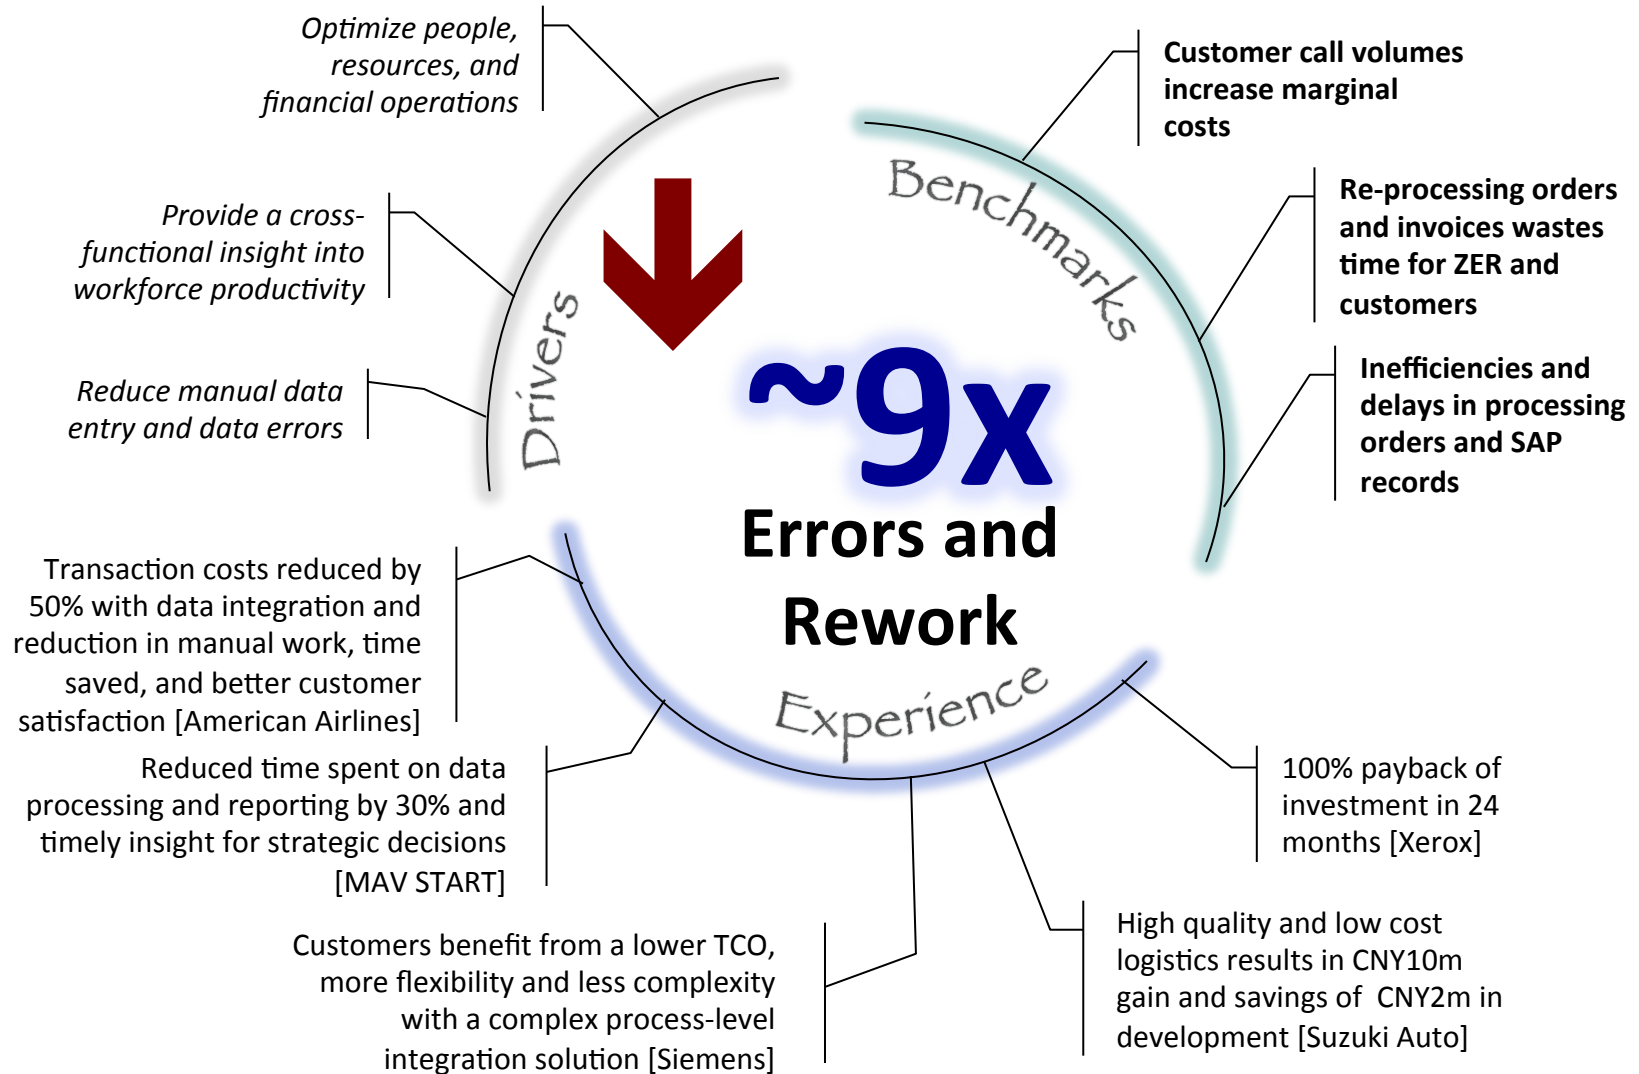 Optimize people,
resources, and
financial operations
Provide a cross-
functional insight into
workforce productivity
Reduce manual data
entry and data errors
Drivers
Customer call volumes
increase marginal
costs
Re-processing orders
and invoices wastes
time for ZER and
customers
Inefficiencies and
delays in processing
orders and SAP
records
Benchmarks
~9x
Errors and
Rework
Experience
Transaction costs reduced by
50% with data integration and
reduction in manual work, time
saved, and better customer
satisfaction [American Airlines]
Reduced time spent on data
processing and reporting by 30% and
timely insight for strategic decisions
[MAV START]
Customers benefit from a lower TCO,
more flexibility and less complexity
with a complex process-level
integration solution [Siemens]
High quality and low cost
logistics results in CNY10m
gain and savings of  CNY2m in
development [Suzuki Auto]
100% payback of
investment in 24
months [Xerox]